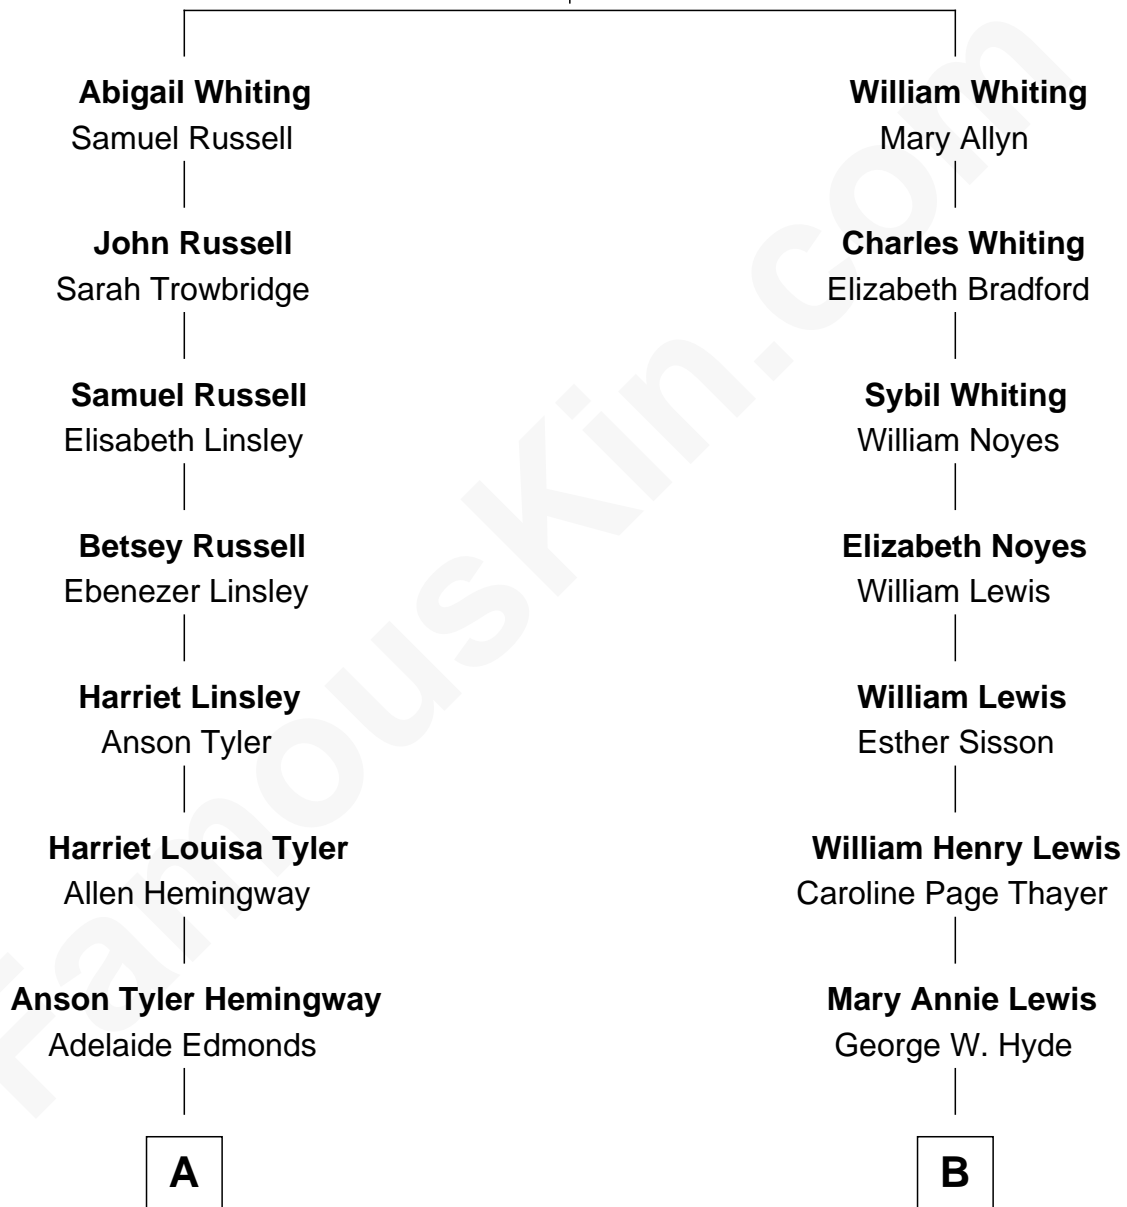 Abigail Whiting
Samuel Russell
John Russell
Sarah Trowbridge
Samuel Russell
Elisabeth Linsley
Betsey Russell
Ebenezer Linsley
Harriet Linsley
Anson Tyler
Harriet Louisa Tyler
Allen Hemingway
Anson Tyler Hemingway
Adelaide Edmonds
A
William Whiting
Mary Allyn
Charles Whiting
Elizabeth Bradford
Sybil Whiting
William Noyes
Elizabeth Noyes
William Lewis
William Lewis
Esther Sisson
William Henry Lewis
Caroline Page Thayer
Mary Annie Lewis
George W. Hyde
B
FamousKin.com